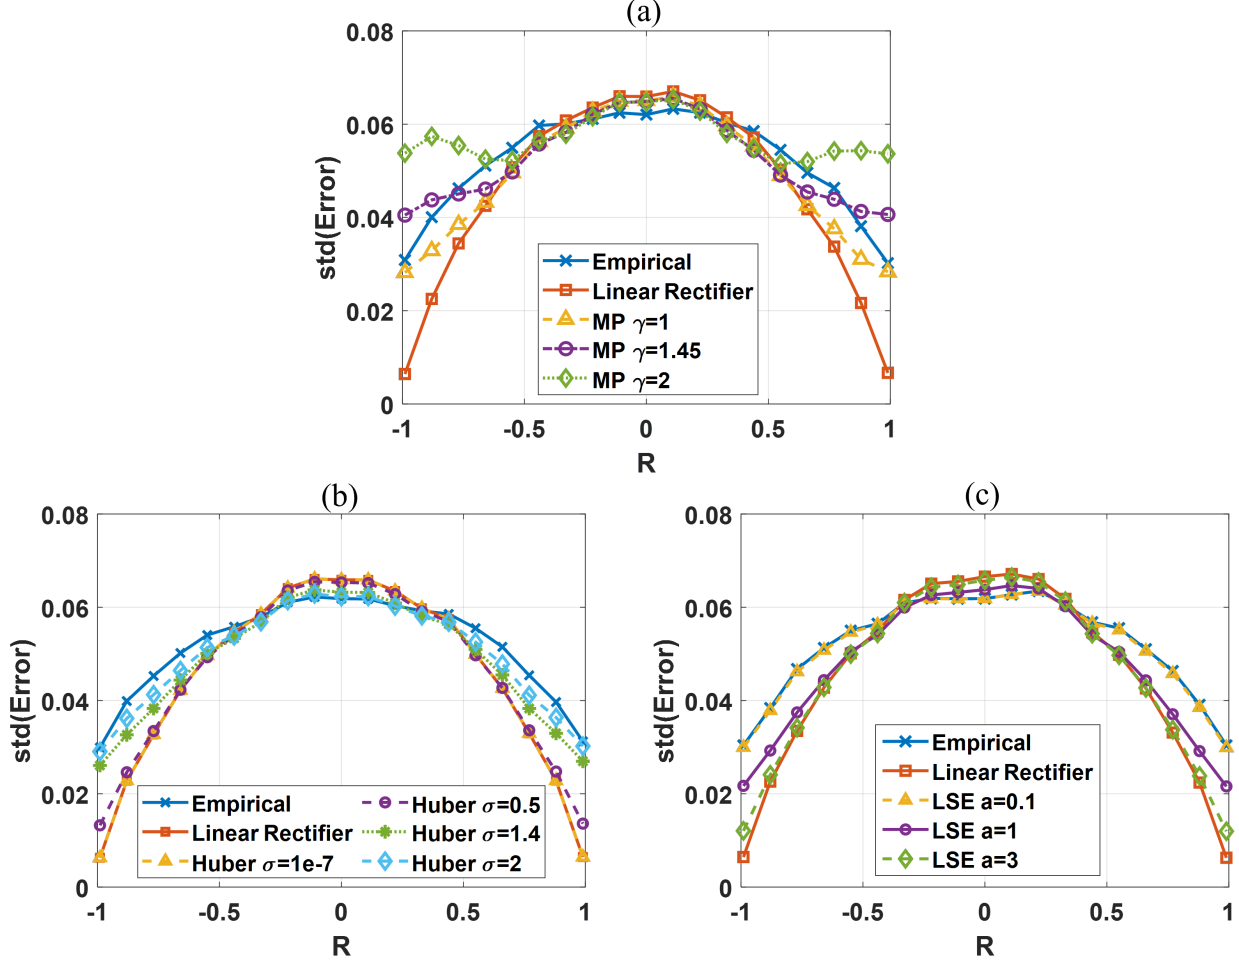 (a)
0.08
0.06
0.04
0.02
0
std(Error)
-1
-0.5
0
0.5
1
R
Empirical
Linear Rectifier
MP γ=1
MP γ=1.45
MP γ=2
(b)
0.08
0.06
0.04
0.02
0
std(Error)
-1
-0.5
0
0.5
1
R
Empirical
Linear Rectifier
Huber σ=1e-7
Huber σ=0.5
Huber σ=1.4
Huber σ=2
(c)
0.08
0.06
0.04
0.02
0
std(Error)
-1
-0.5
0
0.5
1
R
Empirical
Linear Rectifier
LSE a=0.1
LSE a=1
LSE a=3